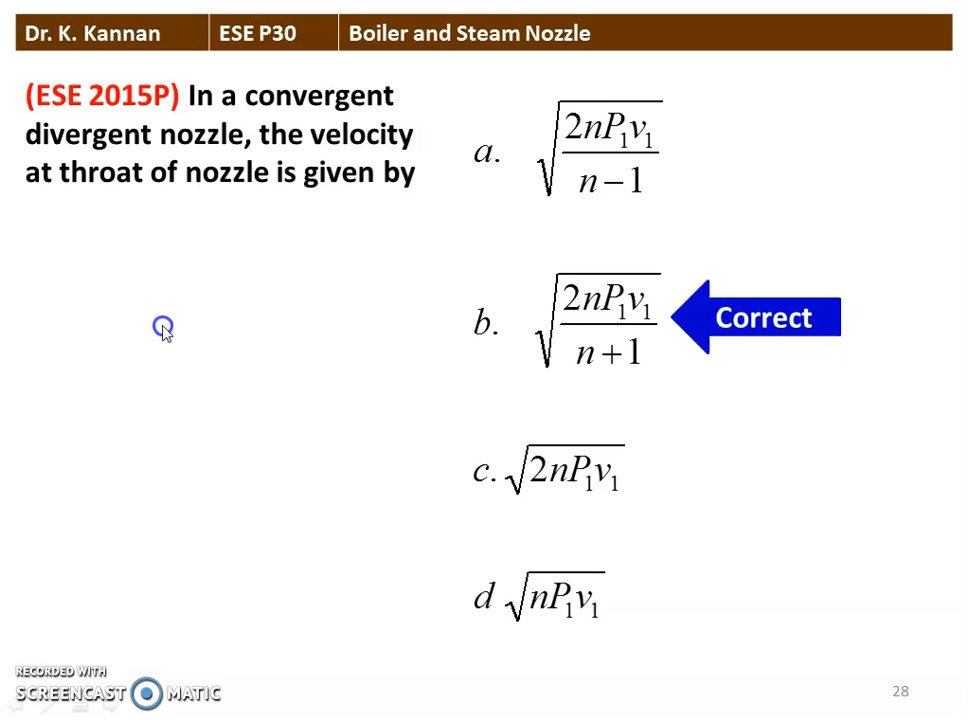 Dr. K. Kannan ESE P30 Boiler and Steam Nozzle
(ESE 2015P) In a convergent
divergent nozzle, the velocity
at throat of nozzle is given by
a. √(2nP₁v₁ / (n − 1))
b. √(2nP₁v₁ / (n + 1))
Correct
c. √(2nP₁v₁)
d √(nP₁v₁)
RECORDED WITH
SCREENCAST MATIC
28